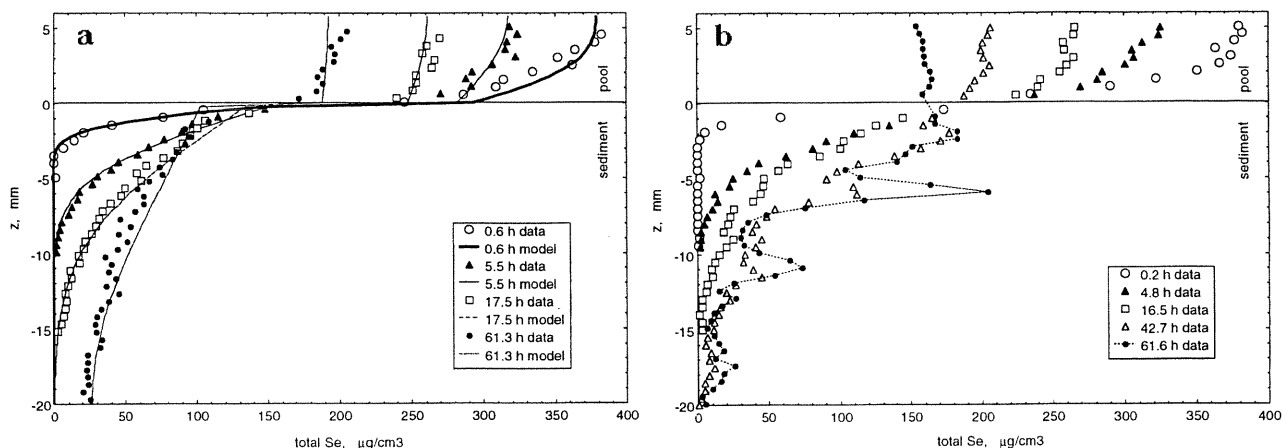 a
5
0
-5
-10
-15
-20
z, mm
pool
sediment
0.6 h data
0.6 h model
5.5 h data
5.5 h model
17.5 h data
17.5 h model
61.3 h data
61.3 h model
0 50 100 150 200 250 300 350 400
total Se, μg/cm3
b
5
0
-5
-10
-15
-20
z, mm
pool
sediment
0.2 h data
4.8 h data
16.5 h data
42.7 h data
61.6 h data
0 50 100 150 200 250 300 350 400
total Se, μg/cm3